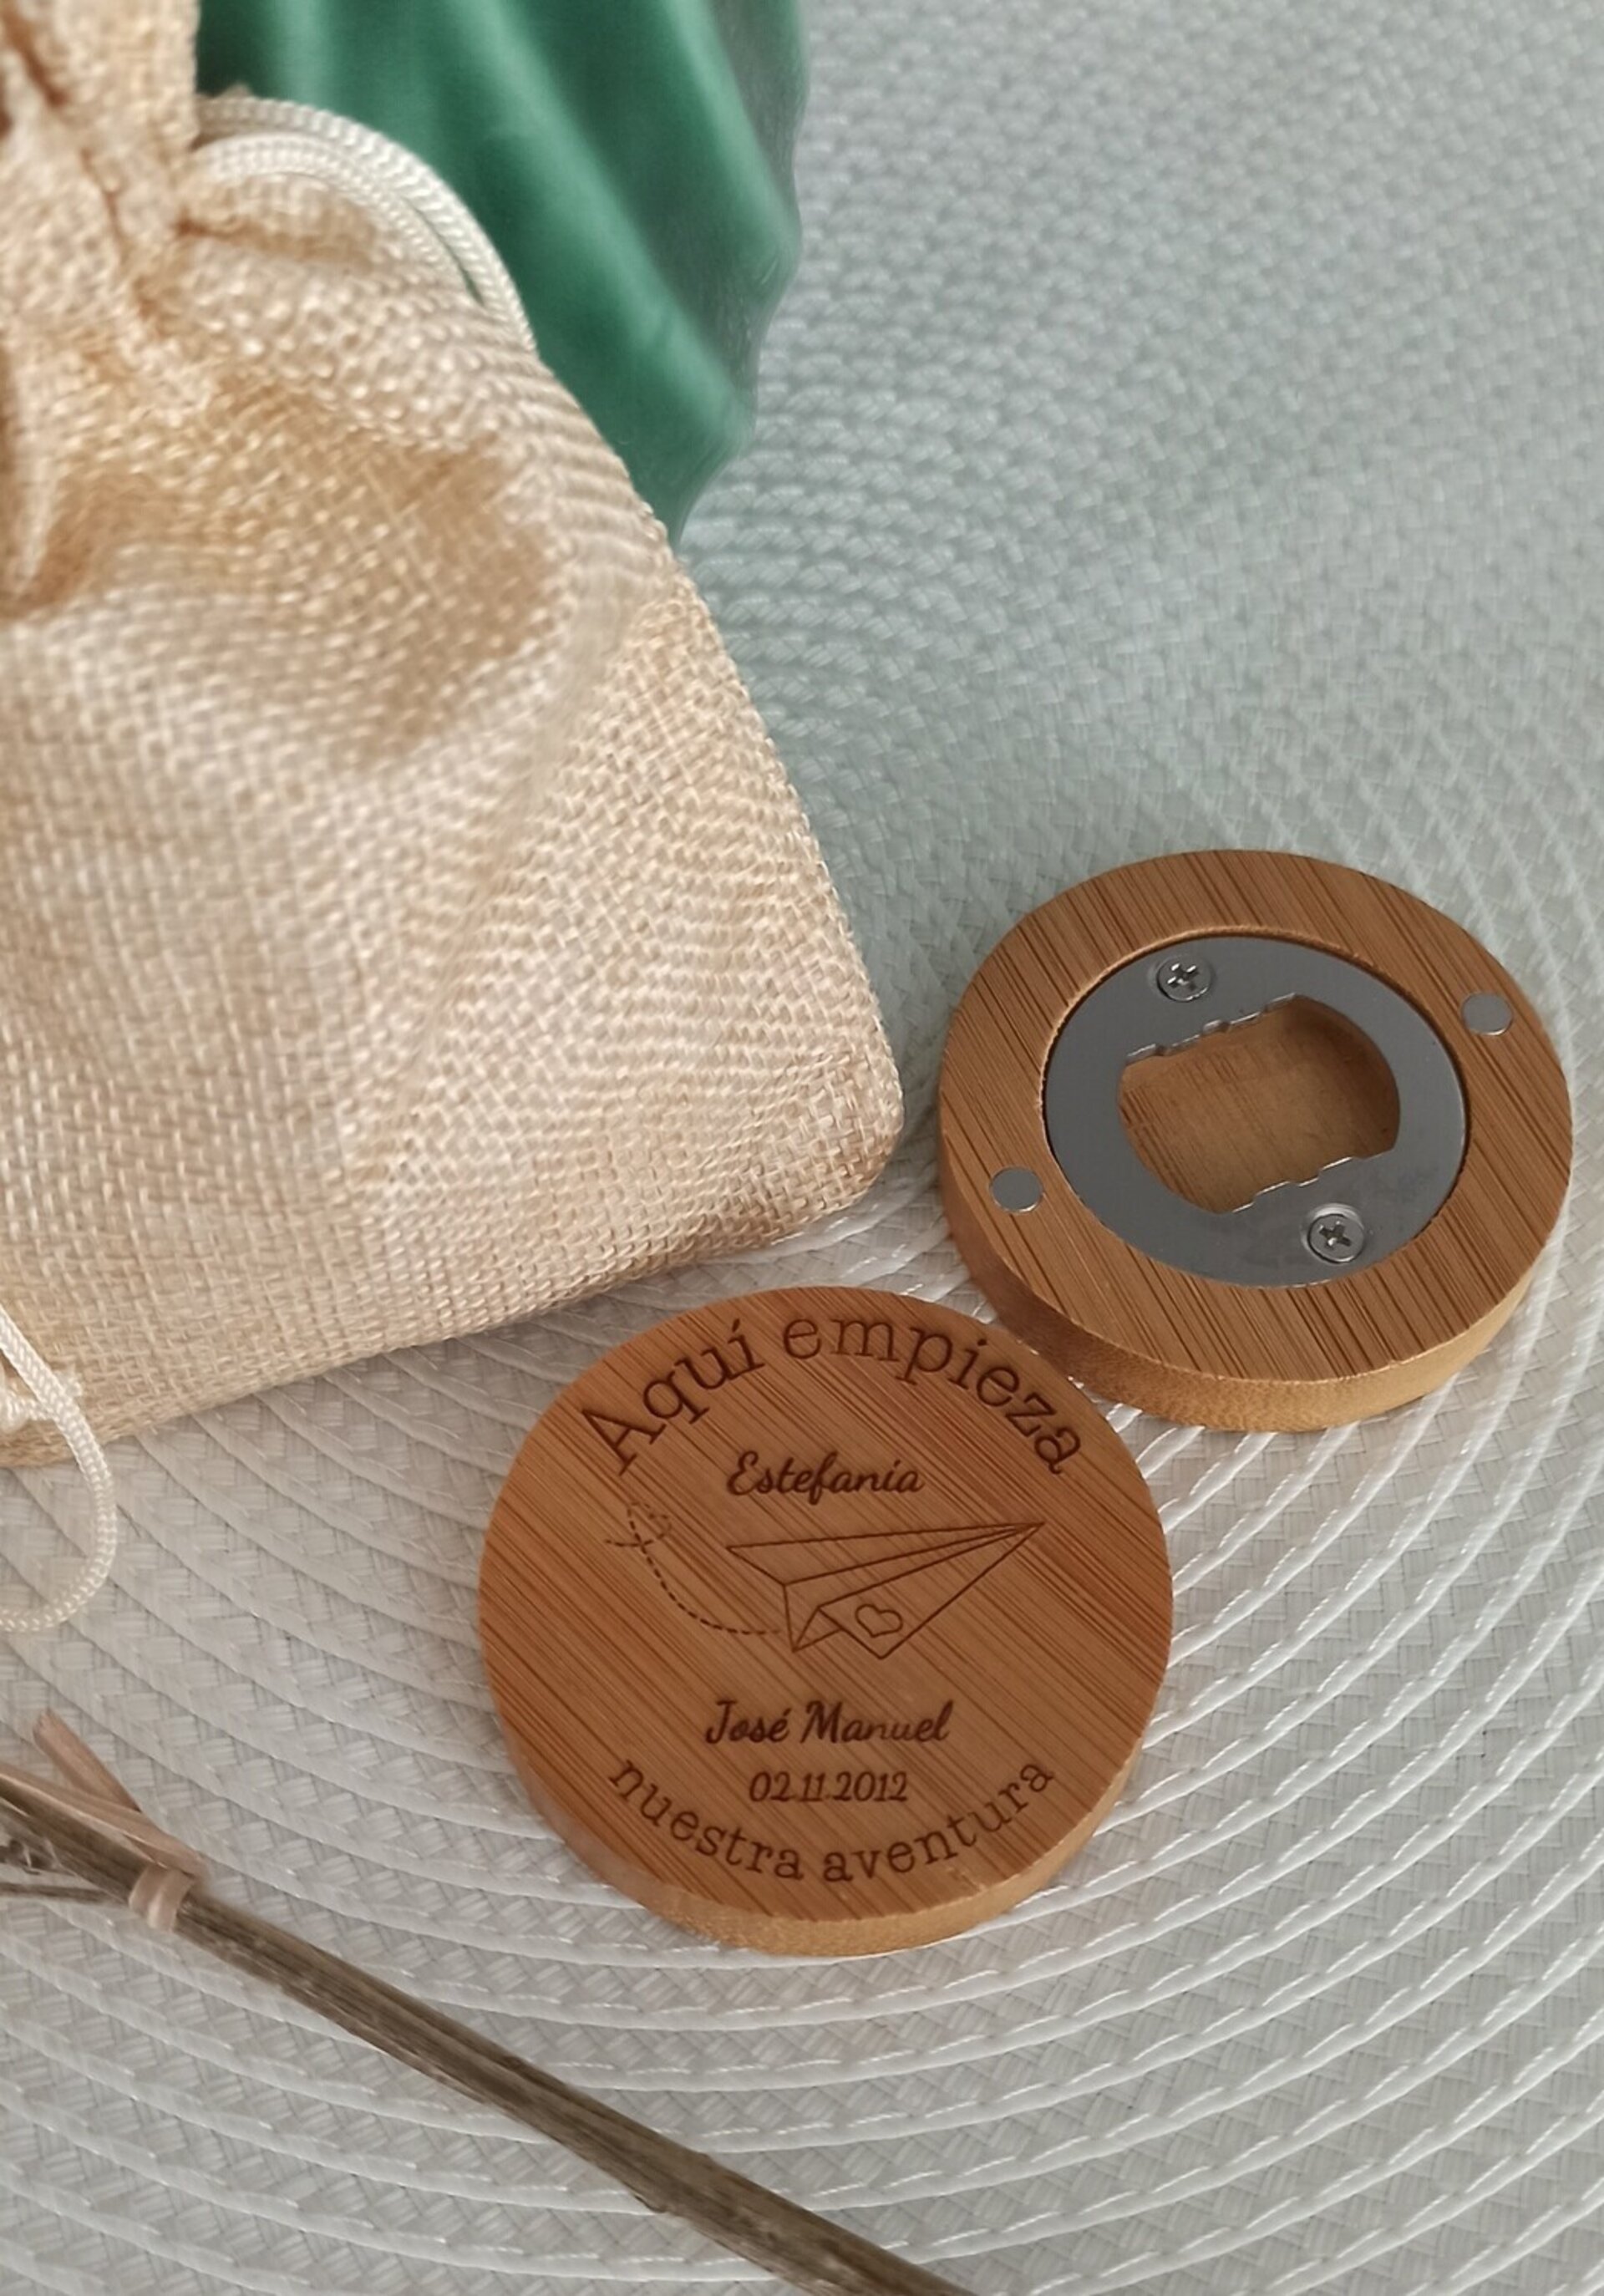 Aquí empieza
Estefanía
José Manuel
02.11.2012
nuestra aventura